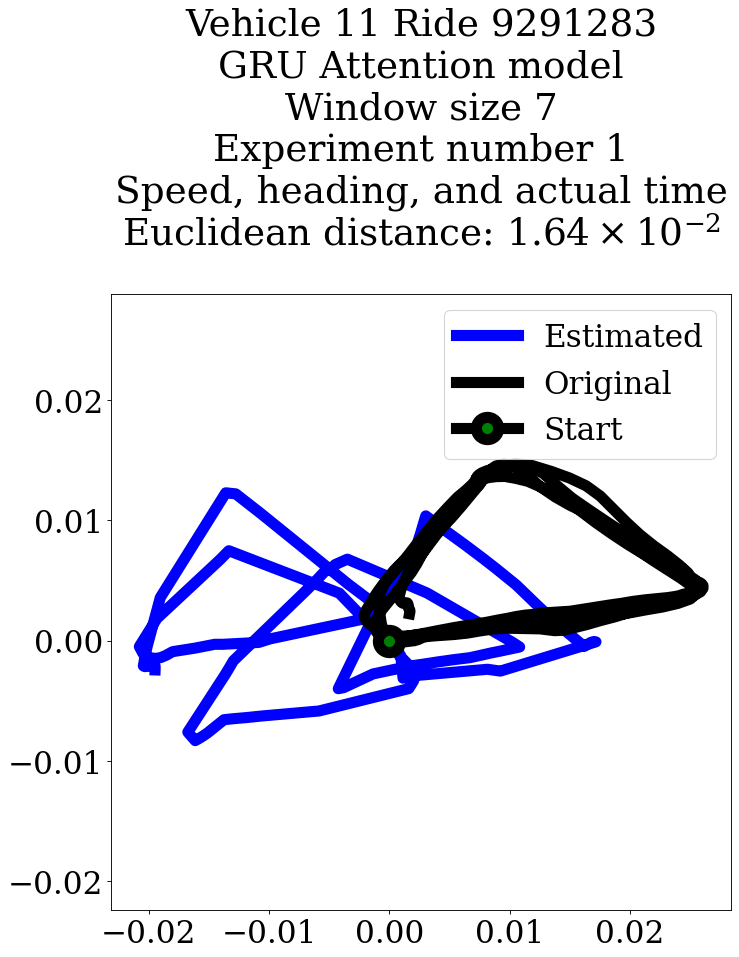 Vehicle 11 Ride 9291283
GRU Attention model
Window size 7
Experiment number 1
Speed, heading, and actual time
Euclidean distance: 1.64 × 10⁻²
Estimated
Original
Start
0.02
0.01
0.00
−0.01
−0.02
−0.02 −0.01 0.00 0.01 0.02